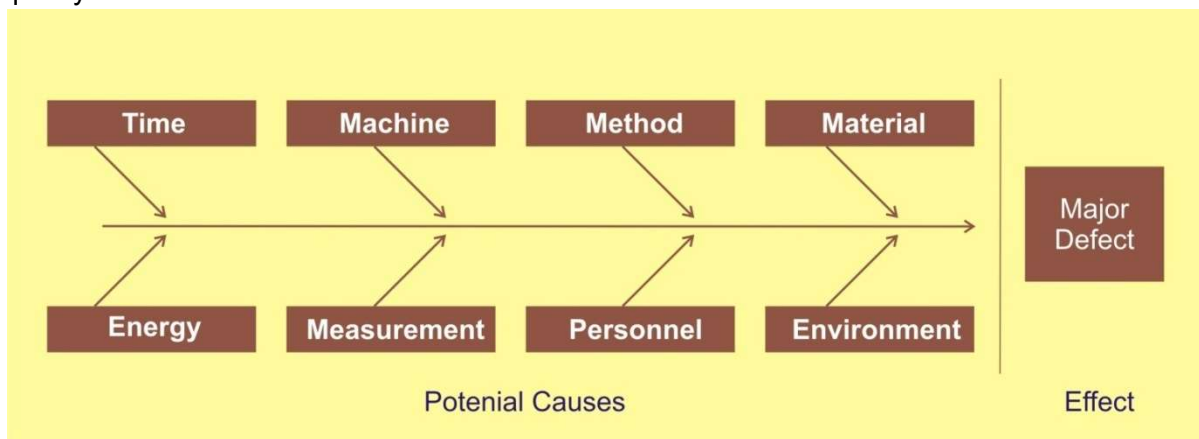 Time
Machine
Method
Material
Major
Defect
Energy
Measurement
Personnel
Environment
Potenial Causes
Effect